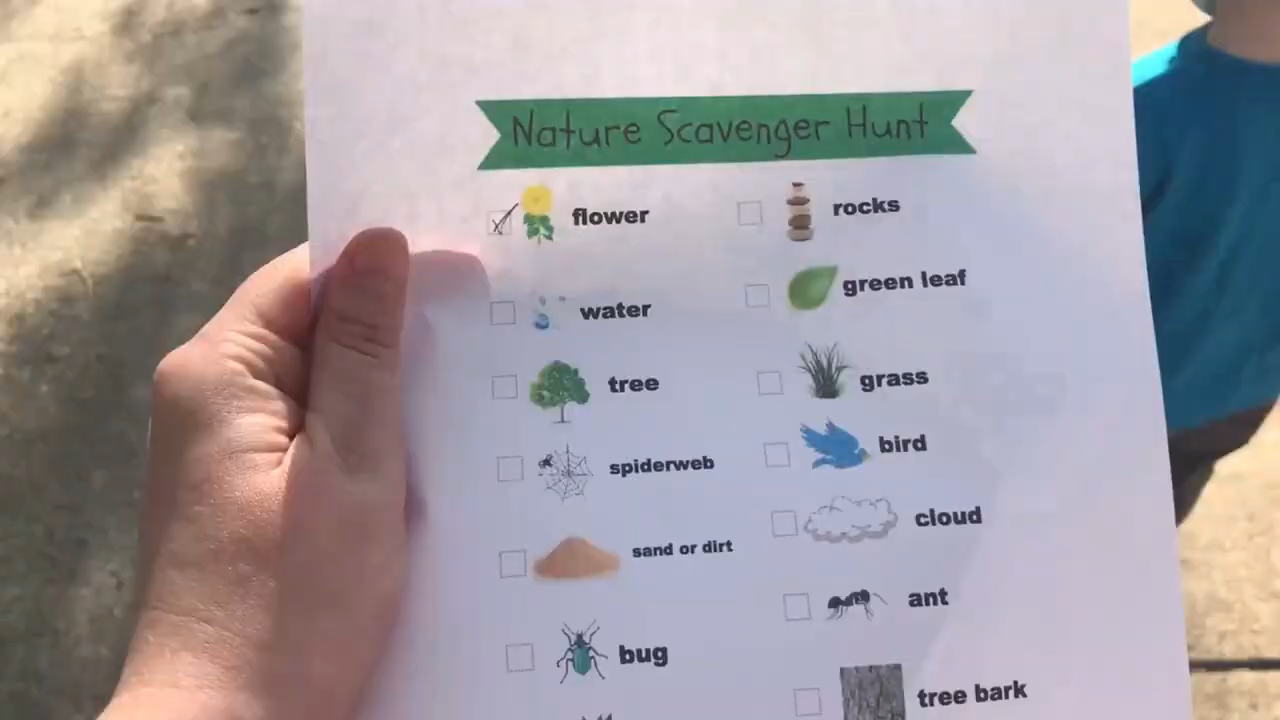 Nature Scavenger Hunt
flower
rocks
water
green leaf
tree
grass
spiderweb
bird
sand or dirt
cloud
bug
ant
tree bark